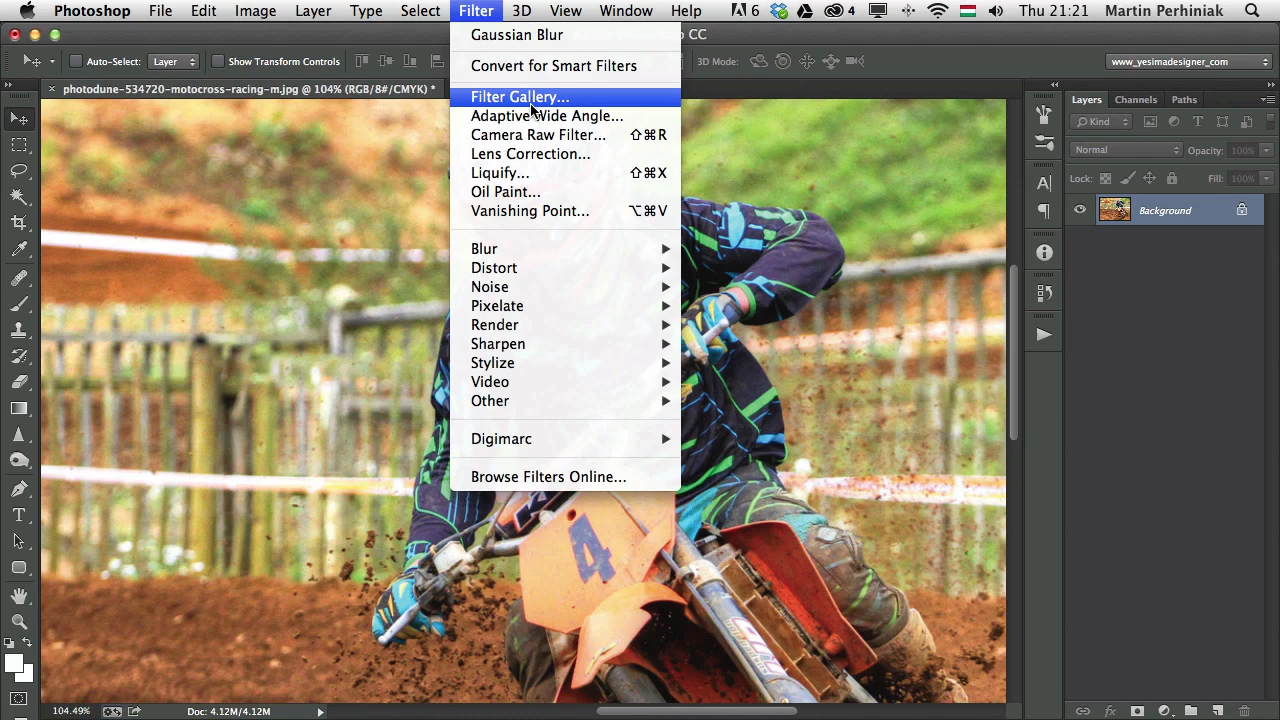 Photoshop File Edit Image Layer Type Select Filter 3D View Window Help 6 4 Thu 21:21 Martin Perhiniak
CC
Auto-Select: Layer Show Transform Controls 3D Mode: www_yesimadesigner_com
photodune-534720-motocross-racing-m.jpg @ 104% (RGB/8#/CMYK) *
Gaussian Blur
Convert for Smart Filters
Filter Gallery...
Adaptive Wide Angle...
Camera Raw Filter... ⇧⌘R
Lens Correction...
Liquify... ⇧⌘X
Oil Paint...
Vanishing Point... ⌥⌘V
Blur
Distort
Noise
Pixelate
Render
Sharpen
Stylize
Video
Other
Digimarc
Browse Filters Online...
Layers Channels Paths
Kind
Normal Opacity: 100%
Lock: Fill: 100%
Background
4
104.49% Doc: 4.12M/4.12M